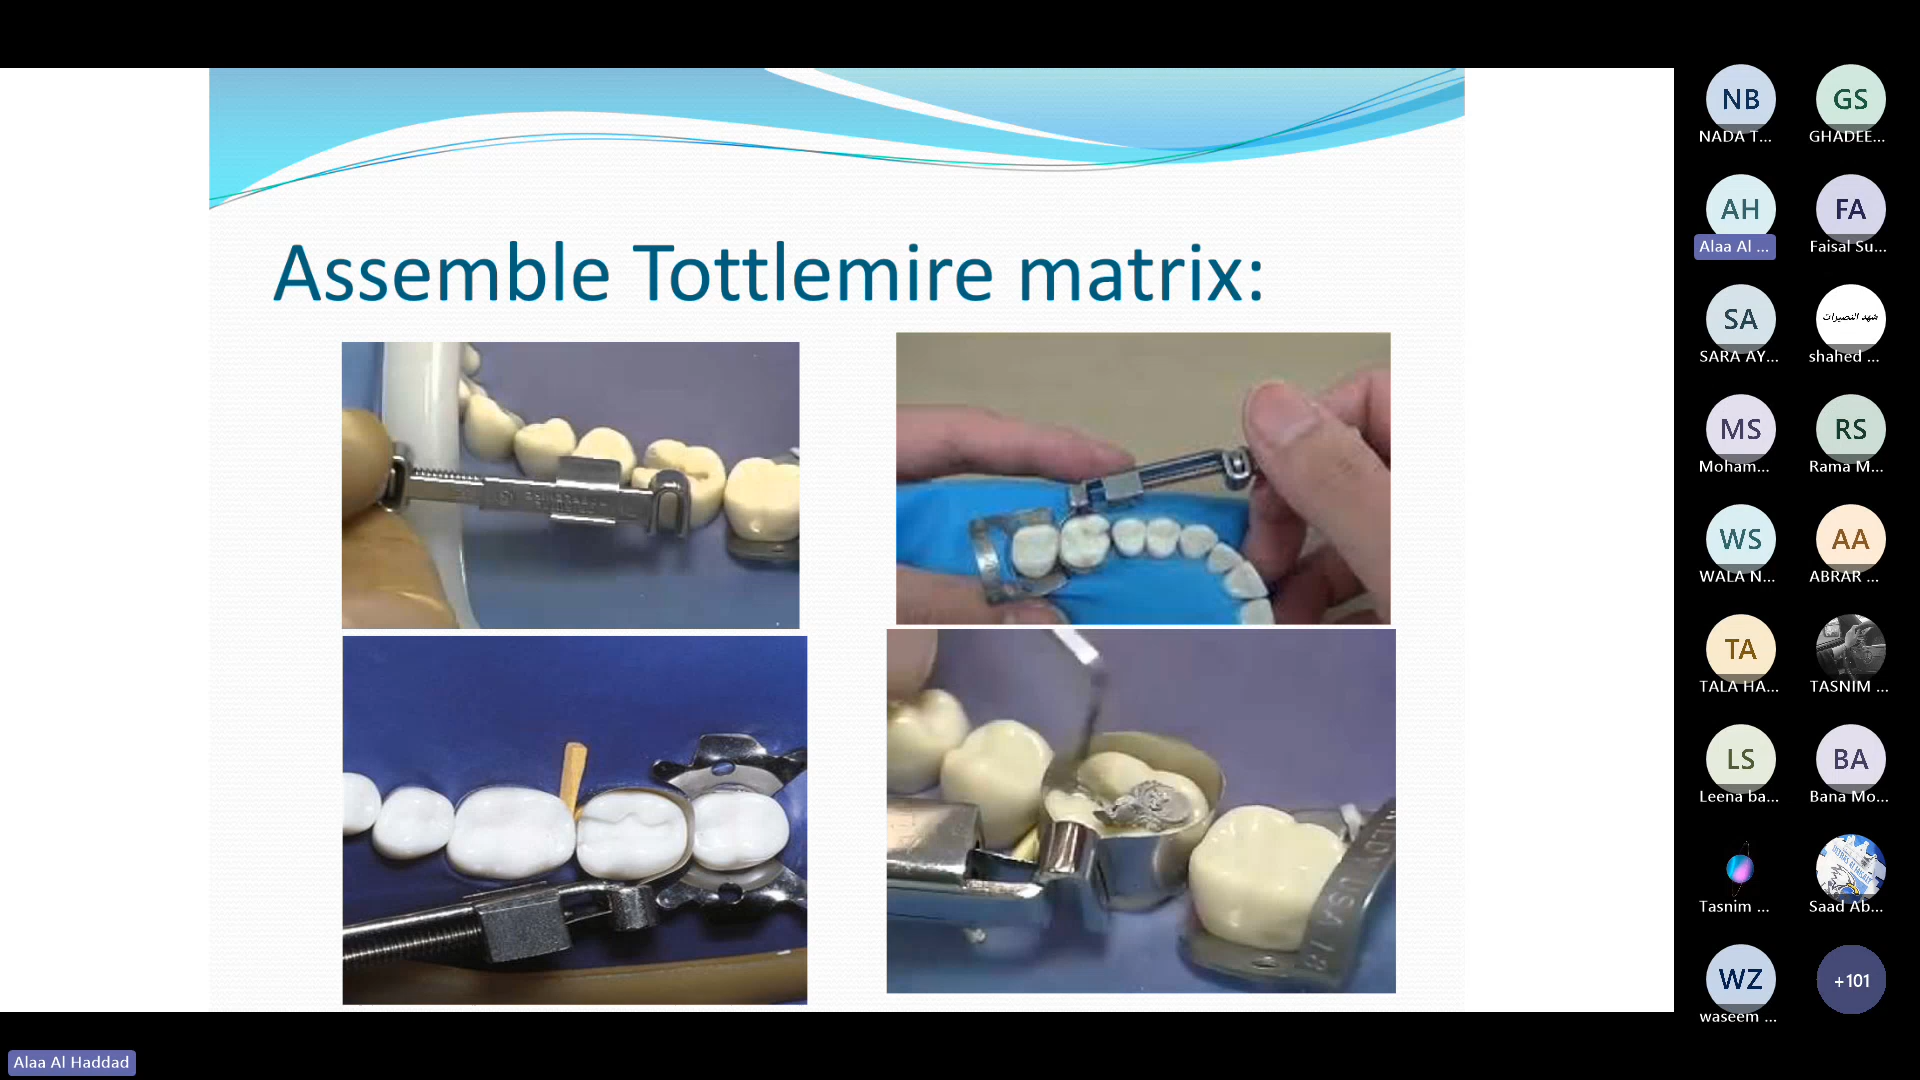 Assemble Tottlemire matrix:
NB
NADA T...
GS
GHADEE...
AH
Alaa Al ...
FA
Faisal Su...
SA
SARA AY...
شهد النصيرات
shahed ...
MS
Moham...
RS
Rama M...
WS
WALA N...
AA
ABRAR ...
TA
TALA HA...
TASNIM ...
LS
Leena ba...
BA
Bana Mo...
Tasnim ...
Saad Ab...
WZ
waseem ...
+101
Alaa Al Haddad